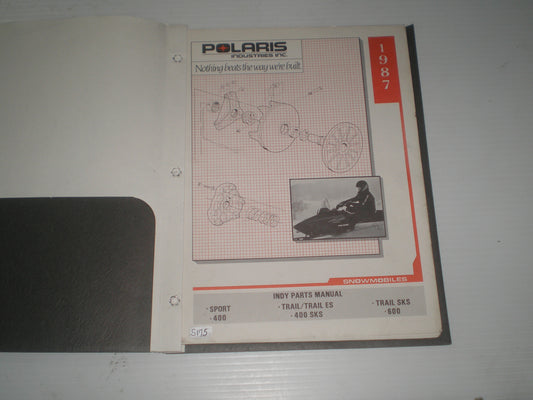 POLARIS
INDUSTRIES INC.
Nothing beats the way we're built.
1987
SNOWMOBILES
INDY PARTS MANUAL
· SPORT · TRAIL/TRAIL ES · TRAIL SKS
· 400 · 400 SKS · 600
S175